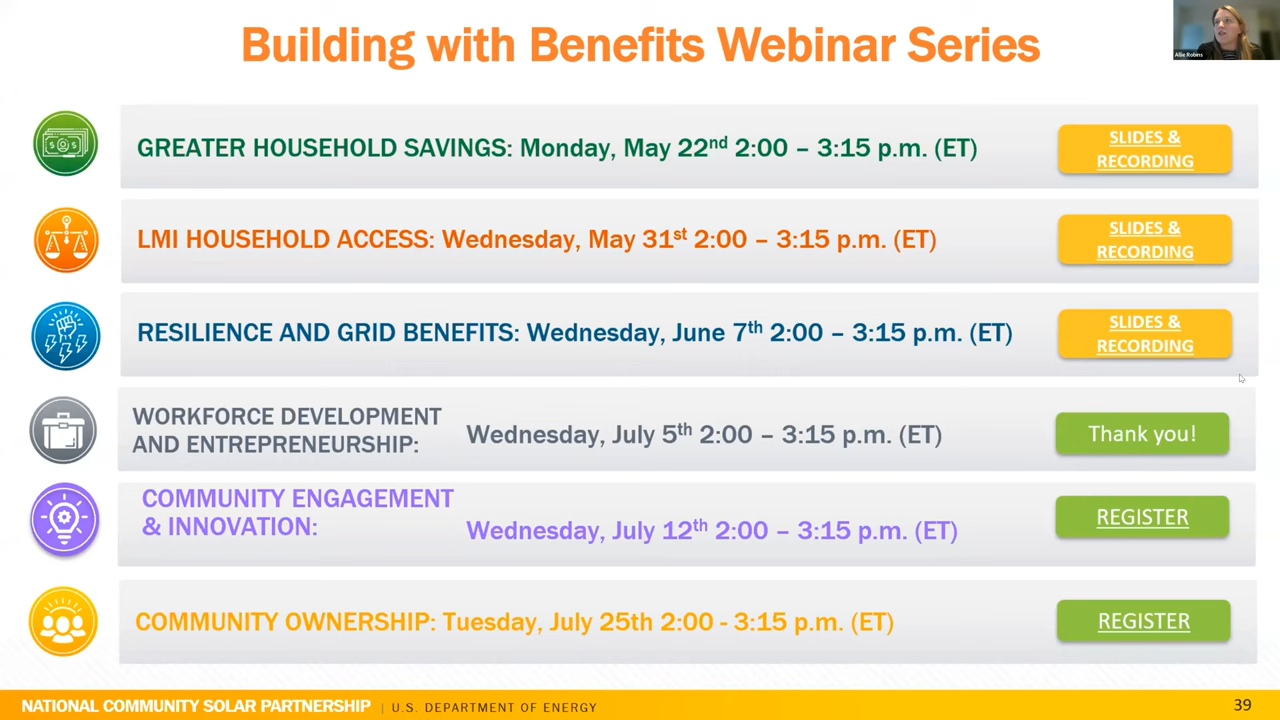 Building with Benefits Webinar Series
Allie Robins
GREATER HOUSEHOLD SAVINGS: Monday, May 22nd 2:00 – 3:15 p.m. (ET)
SLIDES &
RECORDING
LMI HOUSEHOLD ACCESS: Wednesday, May 31st 2:00 – 3:15 p.m. (ET)
SLIDES &
RECORDING
RESILIENCE AND GRID BENEFITS: Wednesday, June 7th 2:00 – 3:15 p.m. (ET)
SLIDES &
RECORDING
WORKFORCE DEVELOPMENT
AND ENTREPRENEURSHIP:
Wednesday, July 5th 2:00 – 3:15 p.m. (ET)
Thank you!
COMMUNITY ENGAGEMENT
& INNOVATION:
Wednesday, July 12th 2:00 – 3:15 p.m. (ET)
REGISTER
COMMUNITY OWNERSHIP: Tuesday, July 25th 2:00 - 3:15 p.m. (ET)
REGISTER
NATIONAL COMMUNITY SOLAR PARTNERSHIP | U.S. DEPARTMENT OF ENERGY
39